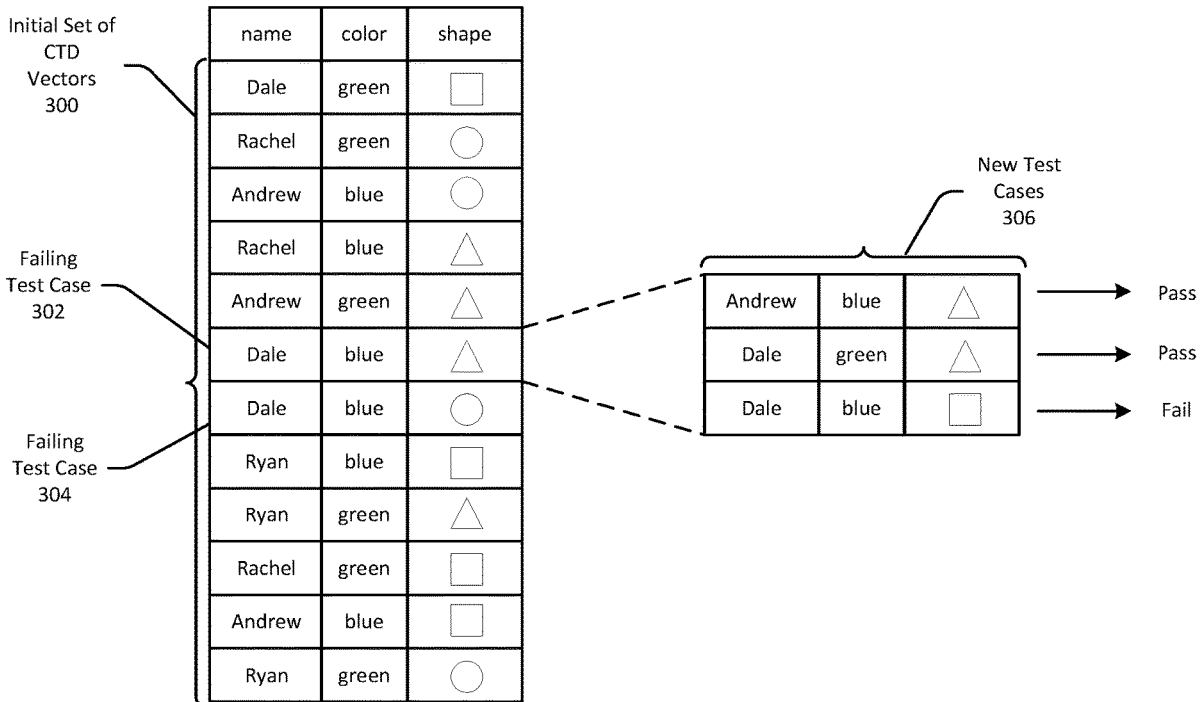 Initial Set of
CTD
Vectors
300
name color shape
Dale green
Rachel green
Andrew blue
Rachel blue
Andrew green
Dale blue
Dale blue
Ryan blue
Ryan green
Rachel green
Andrew blue
Ryan green
Failing
Test Case
302
Failing
Test Case
304
New Test
Cases
306
Andrew blue Pass
Dale green Pass
Dale blue Fail